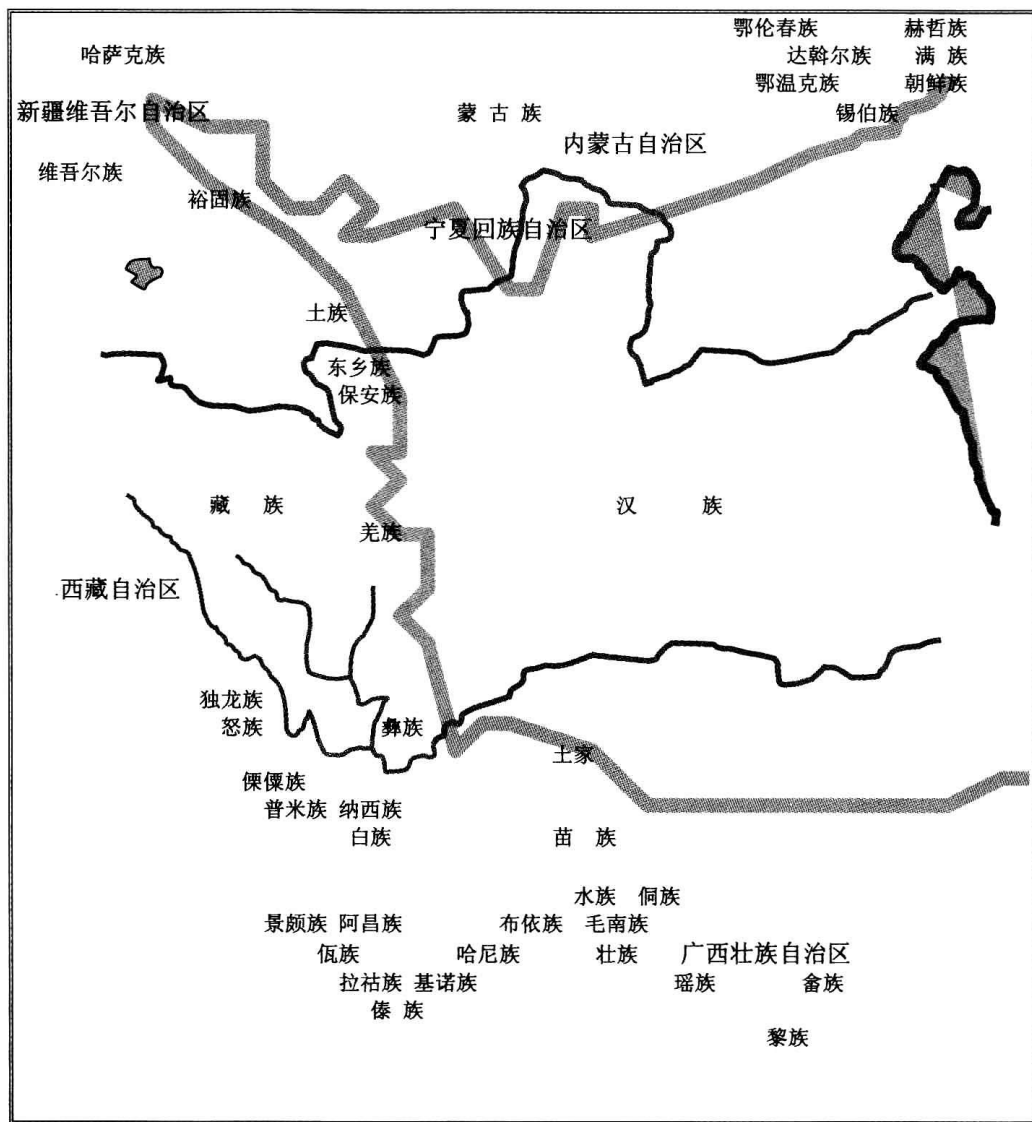 鄂伦春族 赫哲族
哈萨克族 达斡尔族 满 族
鄂温克族 朝鲜族
新疆维吾尔自治区 蒙 古 族 锡伯族
内蒙古自治区
维吾尔族
裕固族
宁夏回族自治区
土族
东乡族
保安族
藏 族 汉 族
羌族
西藏自治区
独龙族
怒族 彝族
土家
傈僳族
普米族 纳西族
白族 苗 族
水族 侗族
景颇族 阿昌族 布依族 毛南族
佤族 哈尼族 壮族 广西壮族自治区
拉祜族 基诺族 瑶族 畲族
傣 族
黎族